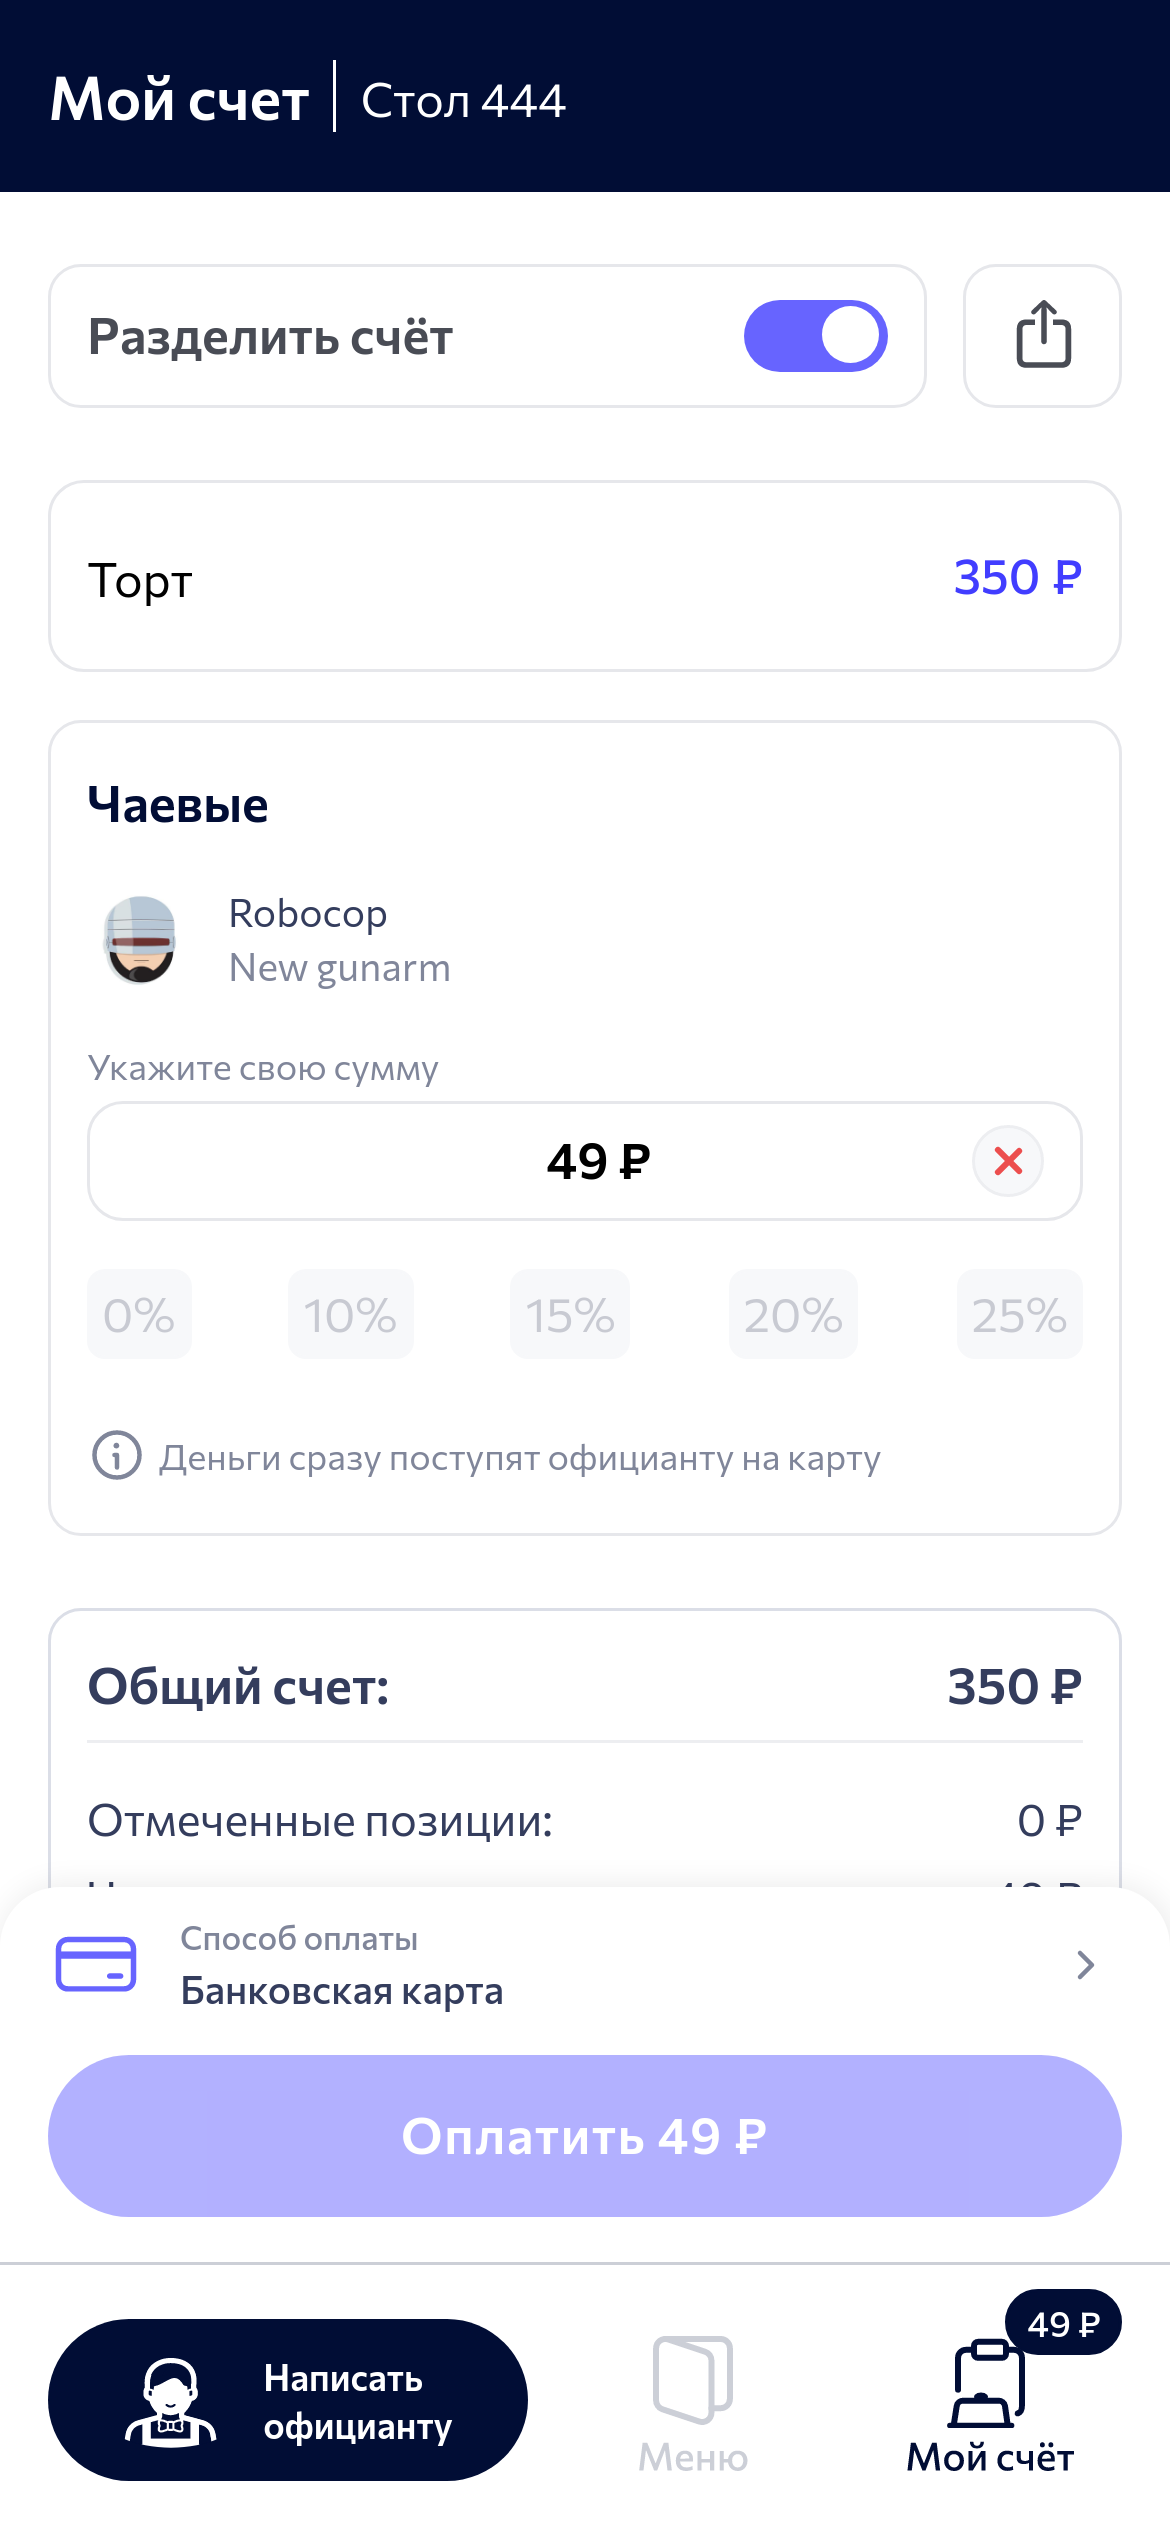 Мой счет
Стол 444
Разделить счёт
Торт
350 ₽
Чаевые
Robocop
New gunarm
Укажите свою сумму
49 ₽
0%
10%
15%
20%
25%
Деньги сразу поступят официанту на карту
Общий счет:
350 ₽
Отмеченные позиции:
0 ₽
Способ оплаты
Банковская карта
Оплатить 49 ₽
Написать
официанту
Меню
49 ₽
Мой счёт